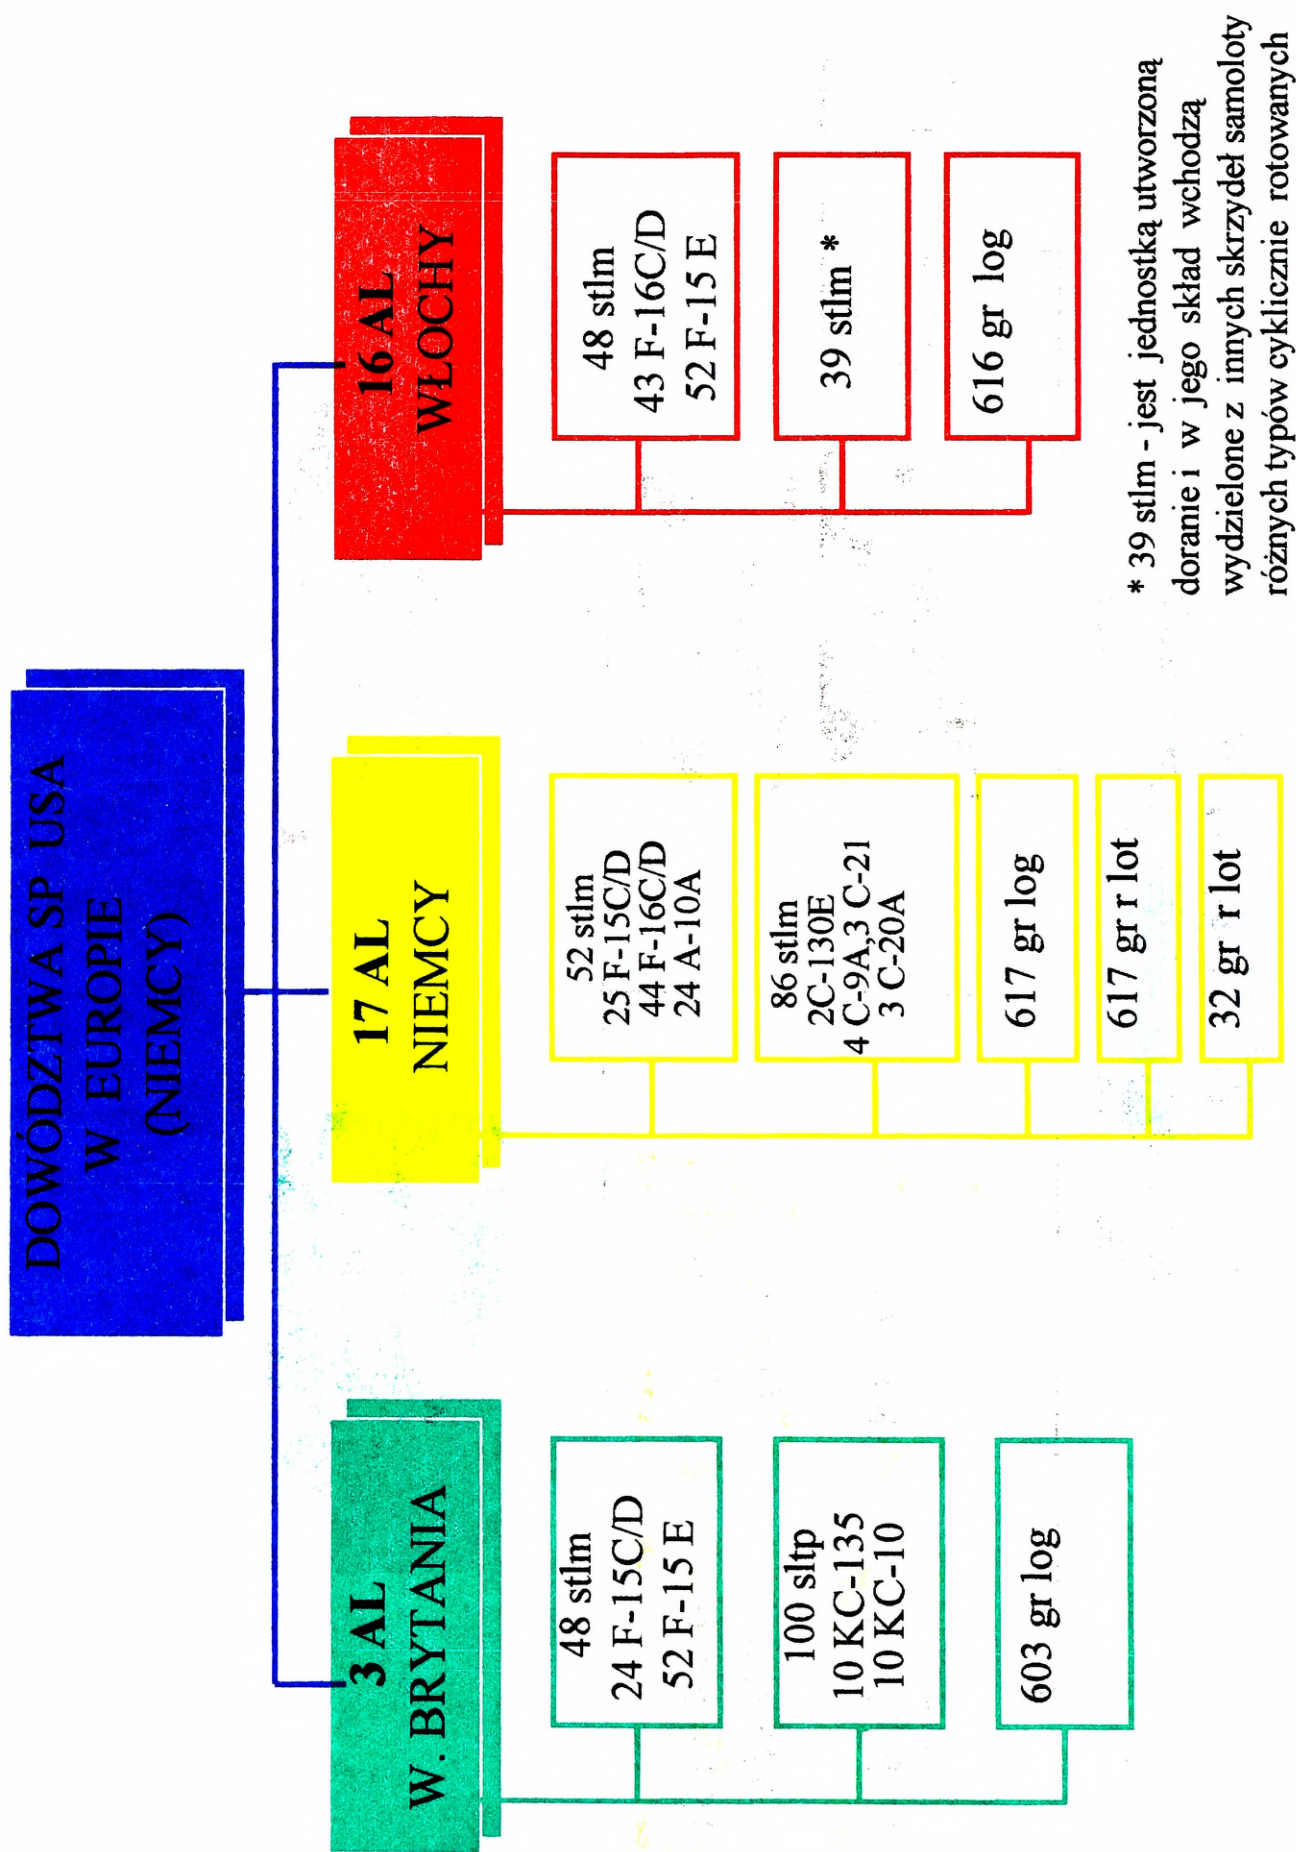 DOWÓDZTWA SP USA
W EUROPIE
(NIEMCY)
3 AL
W. BRYTANIA
48 stlm
24 F-15C/D
52 F-15 E
100 sltp
10 KC-135
10 KC-10
603 gr log
17 AL
NIEMCY
52 stlm
25 F-15C/D
44 F-16C/D
24 A-10A
86 stlm
2C-130E
4 C-9A,3 C-21
3 C-20A
617 gr log
617 gr r lot
32 gr r lot
16 AL
WŁOCHY
48 stlm
43 F-16C/D
52 F-15 E
39 stlm *
616 gr log
* 39 stlm - jest jednostką utworzoną
doranie i w jego skład wchodzą
wydzielone z innych skrzydeł samoloty
różnych typów cyklicznie rotowanych